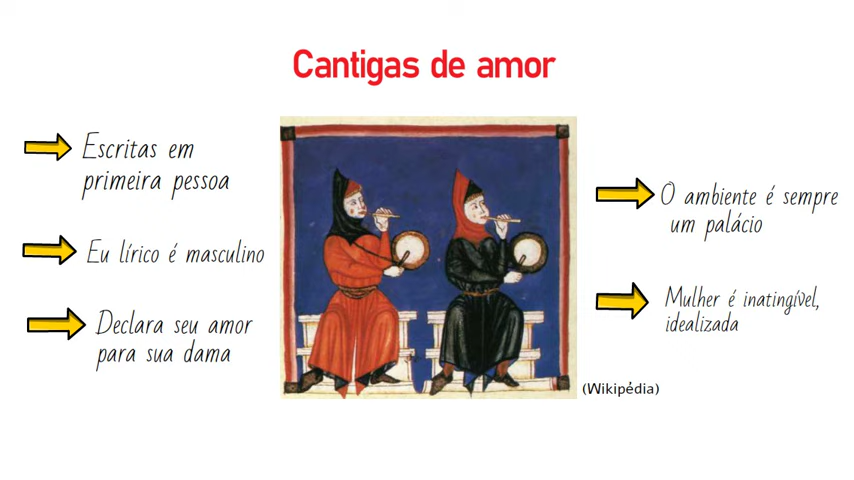 Cantigas de amor
Escritas em
primeira pessoa
Eu lírico é masculino
Declara seu amor
para sua dama
O ambiente é sempre
um palácio
Mulher é inatingível,
idealizada
(Wikipédia)